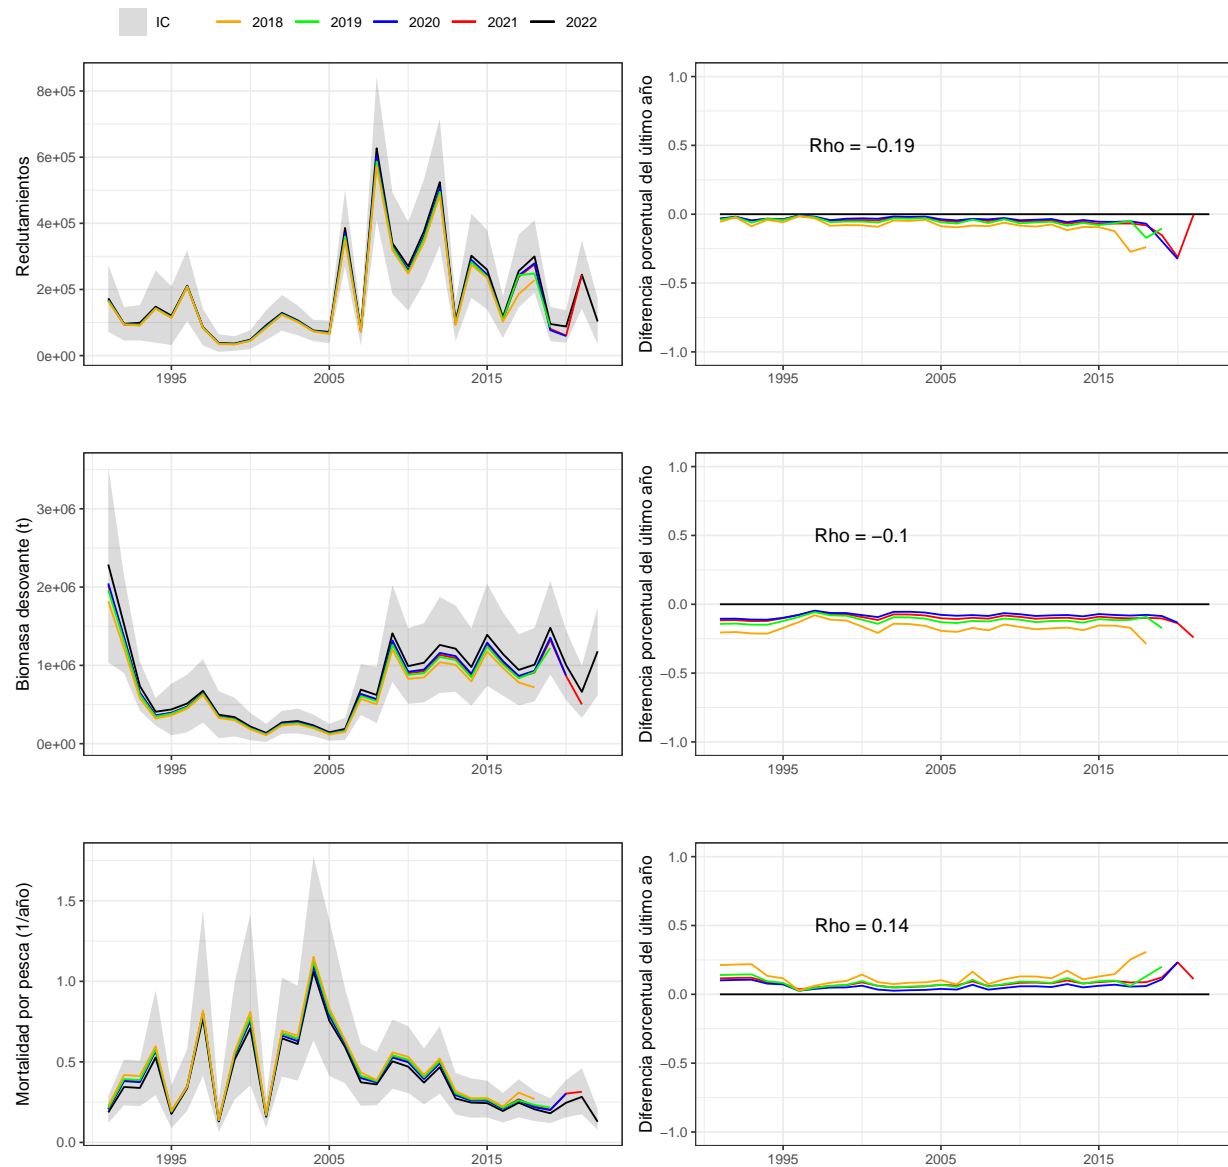 IC 2018 2019 2020 2021 2022
Reclutamientos
8e+05
6e+05
4e+05
2e+05
0e+00
1995 2005 2015
Diferencia porcentual del último año
1.0
0.5
0.0
−0.5
−1.0
Rho = −0.19
1995 2005 2015
Biomasa desovante (t)
3e+06
2e+06
1e+06
0e+00
1995 2005 2015
Diferencia porcentual del último año
1.0
0.5
0.0
−0.5
−1.0
Rho = −0.1
1995 2005 2015
Mortalidad por pesca (1/año)
1.5
1.0
0.5
0.0
1995 2005 2015
Diferencia porcentual del último año
1.0
0.5
0.0
−0.5
−1.0
Rho = 0.14
1995 2005 2015